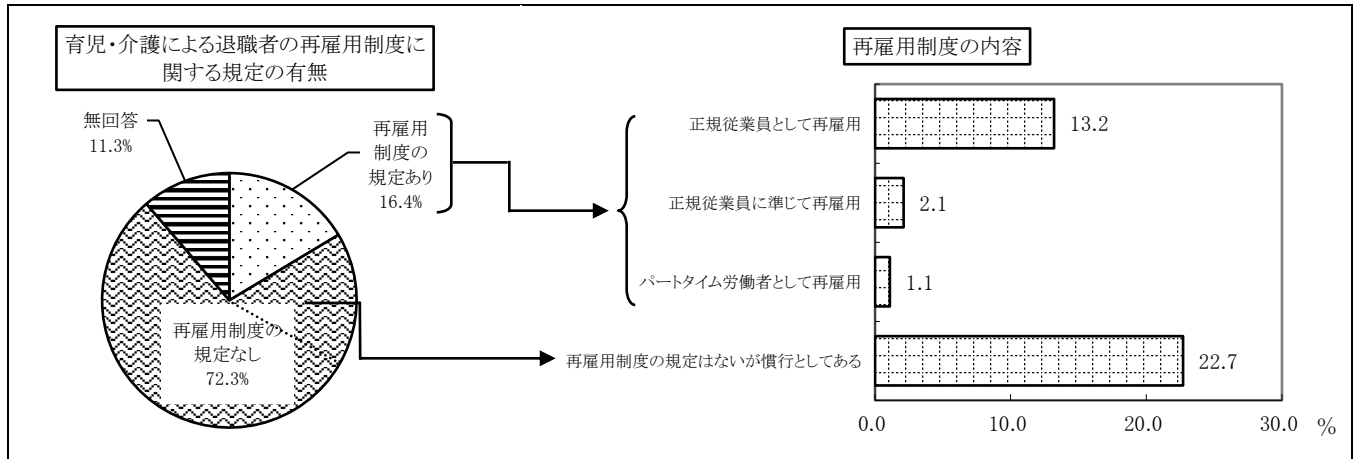 育児・介護による退職者の再雇用制度に
関する規定の有無
無回答
11.3%
再雇用
制度の
規定あり
16.4%
再雇用制度の
規定なし
72.3%
再雇用制度の内容
正規従業員として再雇用
13.2
正規従業員に準じて再雇用
2.1
パートタイム労働者として再雇用
1.1
再雇用制度の規定はないが慣行としてある
22.7
0.0
10.0
20.0
30.0
%